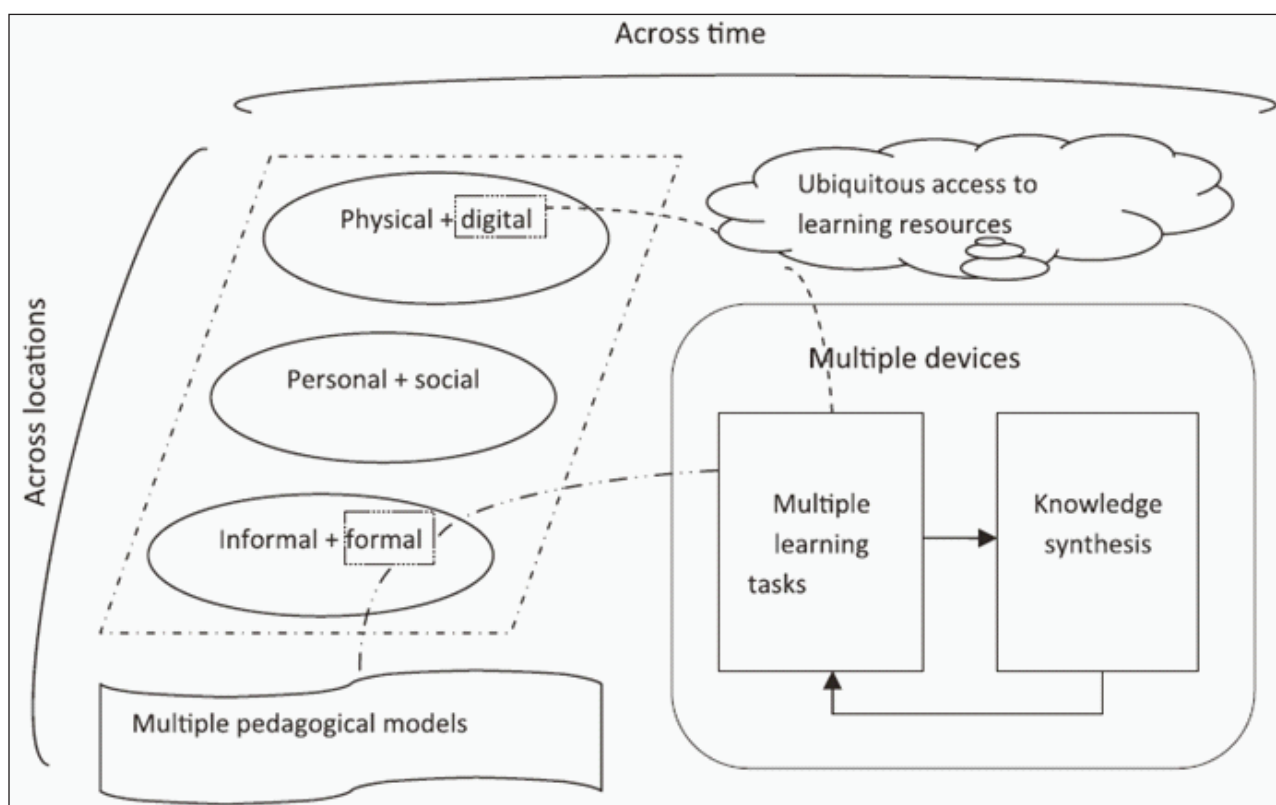 Across time
Across locations
Physical + digital
Ubiquitous access to
learning resources
Personal + social
Multiple devices
Informal + formal
Multiple
learning
tasks
Knowledge
synthesis
Multiple pedagogical models